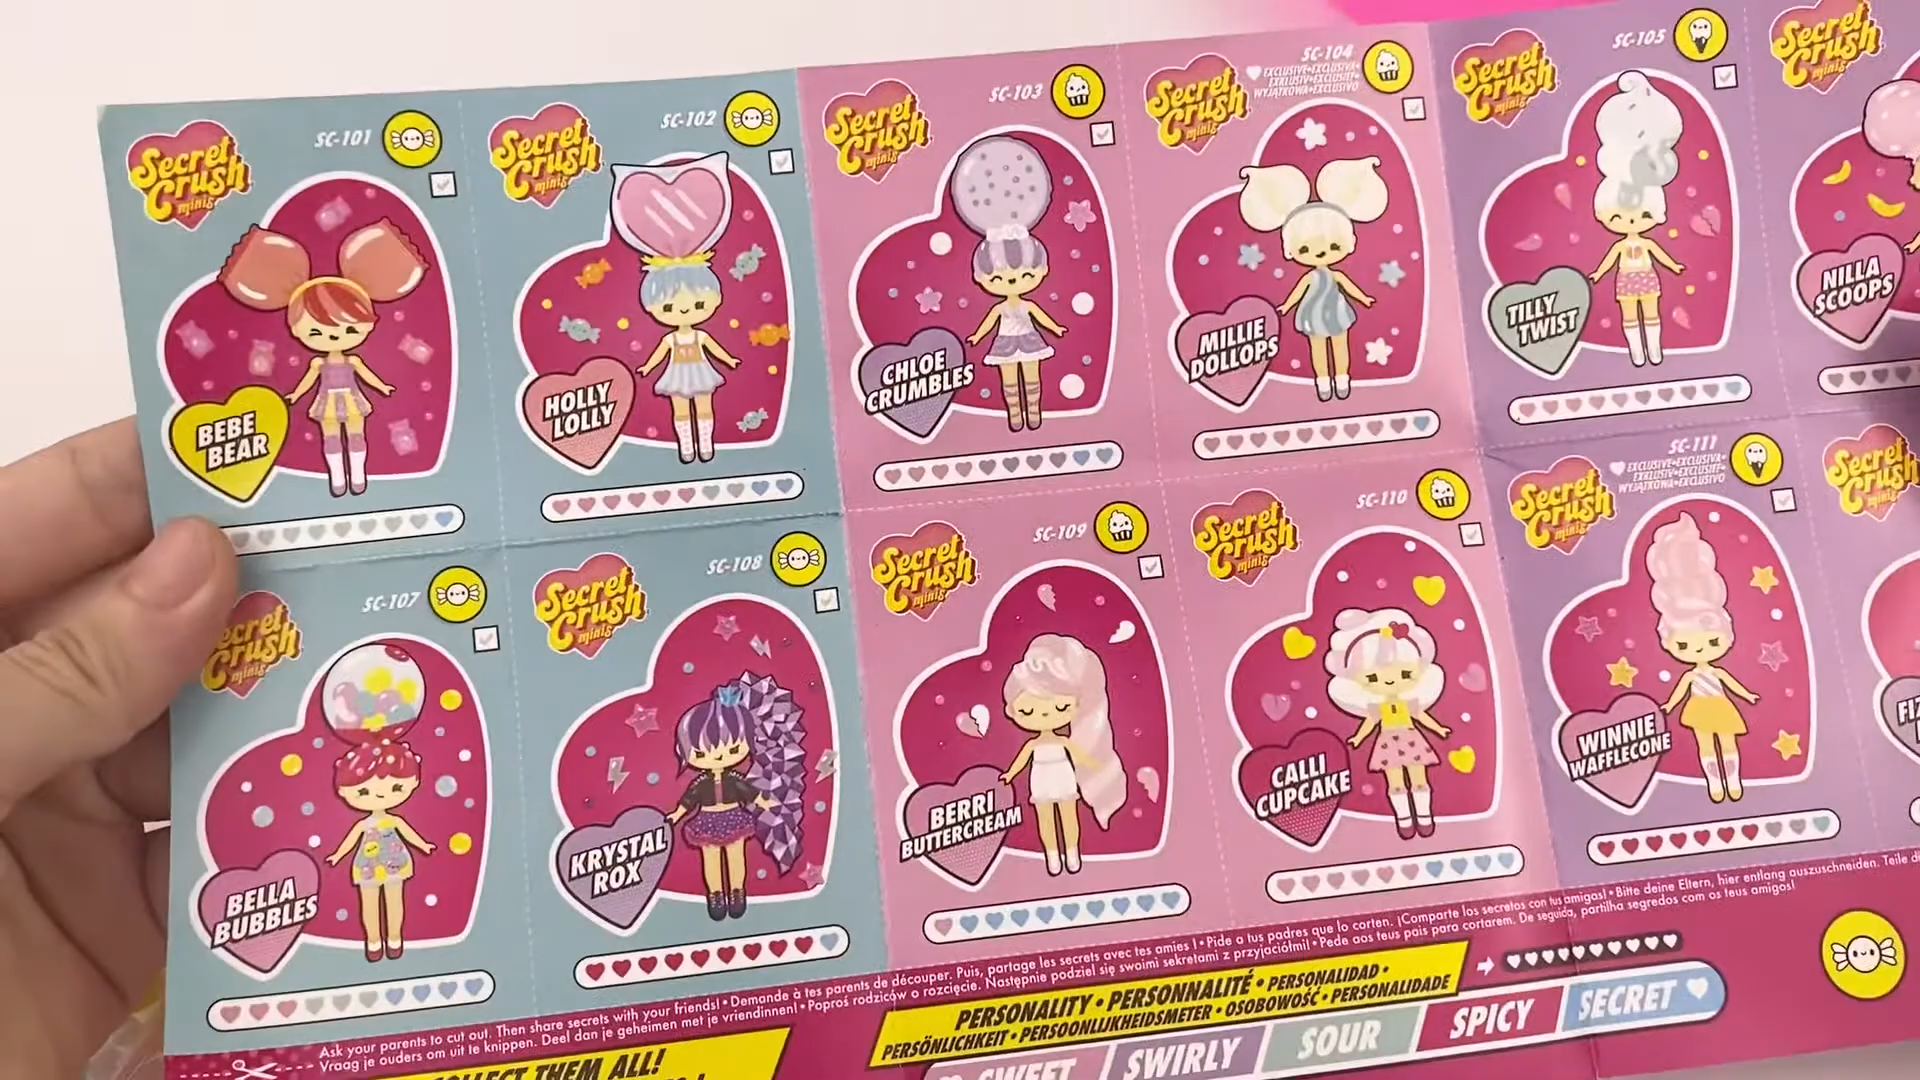 Secret Crush minis
SC-101
BEBE BEAR
Secret Crush minis
SC-102
HOLLY LOLLY
Secret Crush minis
SC-103
CHLOE CRUMBLES
Secret Crush minis
SC-104
EXCLUSIVE•EXCLUSIVA•
EXKLUSIV•EXCLUSIEF•
WYJĄTKOWA•EXCLUSIVO
MILLIE DOLLOPS
Secret Crush minis
SC-105
TILLY TWIST
Secret Crush minis
NILLA SCOOPS
ecret Crush minis
SC-107
BELLA BUBBLES
Secret Crush minis
SC-108
KRYSTAL ROX
Secret Crush minis
SC-109
BERRI BUTTERCREAM
Secret Crush minis
SC-110
CALLI CUPCAKE
Secret Crush minis
SC-111
EXCLUSIVE•EXCLUSIVA•
EXKLUSIV•EXCLUSIEF•
WYJĄTKOWA•EXCLUSIVO
WINNIE WAFFLECONE
Secret Crush
Ask your parents to cut out. Then share secrets with your friends! • Demande à tes parents de découper. Puis, partage les secrets avec tes amies ! • Pide a tus padres que lo corten. ¡Comparte los secretos con tus amigas! • Bitte deine Eltern, hier entlang auszuschneiden. Teile
Vraag je ouders om uit te knippen. Deel dan je geheimen met je vriendinnen! • Poproś rodziców o rozcięcie. Następnie podziel się swoimi sekretami z przyjaciółmi! • Pede aos teus pais para cortarem. De seguida, partilha segredos com os teus amigos!
COLLECT THEM ALL!
PERSONALITY • PERSONNALITÉ • PERSONALIDAD •
PERSÖNLICHKEIT • PERSOONLIJKHEIDSMETER • OSOBOWOŚĆ • PERSONALIDADE
SWEET SWIRLY SOUR SPICY SECRET